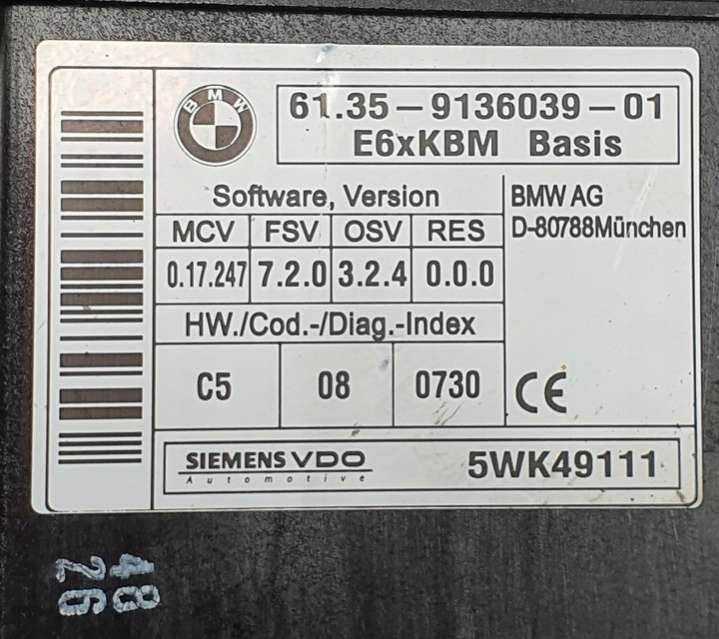 BMW
61.35-9136039-01
E6xKBM Basis
Software, Version
BMW AG
MCV FSV OSV RES
D-80788München
0.17.247 7.2.0 3.2.4 0.0.0
HW./Cod.-/Diag.-Index
C5 08 0730
CE
SIEMENS VDO
Automotive
5WK49111
48
26